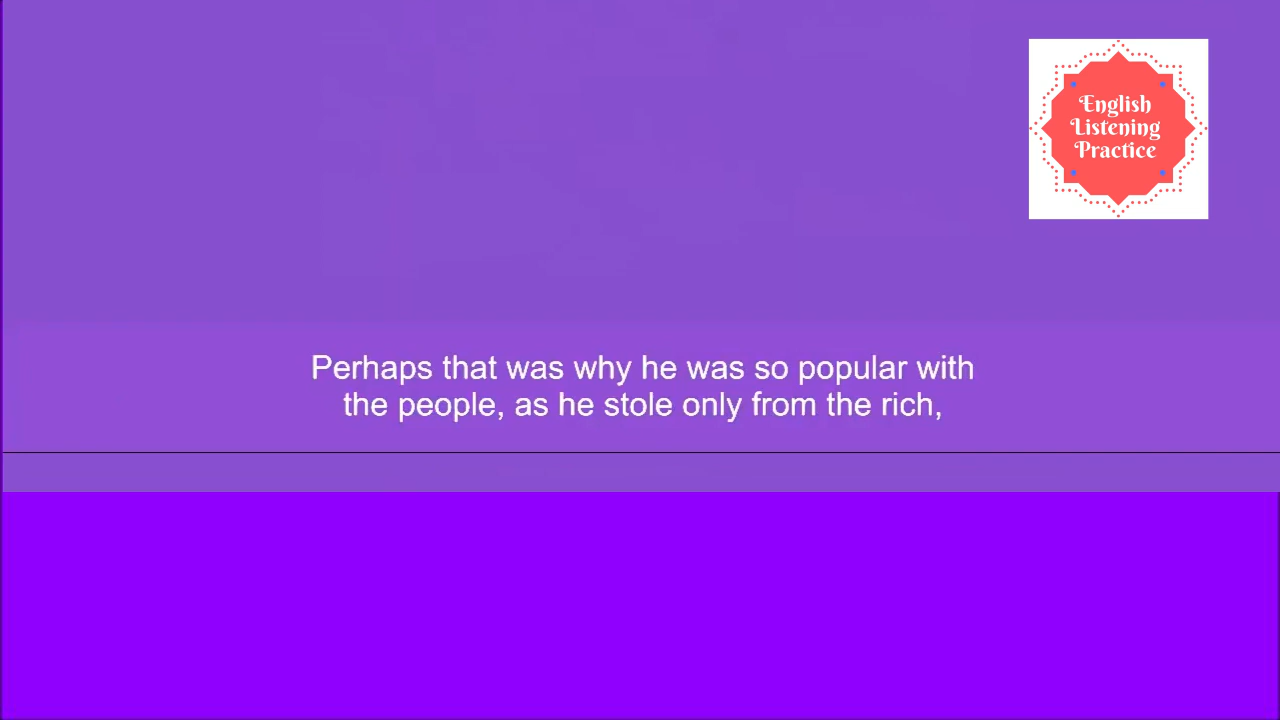 English
Listening
Practice
Perhaps that was why he was so popular with
the people, as he stole only from the rich,